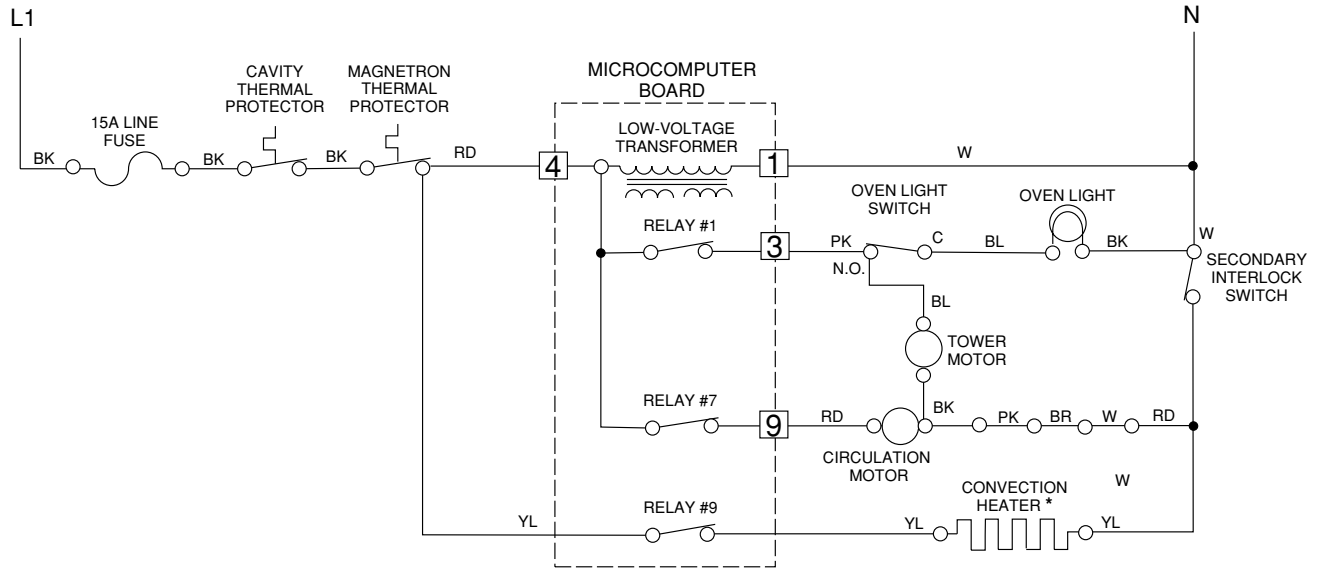 L1
N
CAVITY
THERMAL
PROTECTOR
MAGNETRON
THERMAL
PROTECTOR
MICROCOMPUTER
BOARD
15A LINE
FUSE
LOW-VOLTAGE
TRANSFORMER
BK
BK
BK
RD
4
1
W
OVEN LIGHT
SWITCH
OVEN LIGHT
RELAY #1
3
PK
C
BL
BK
W
N.O.
SECONDARY
INTERLOCK
SWITCH
BL
TOWER
MOTOR
RELAY #7
9
RD
BK
PK
BR
W
RD
CIRCULATION
MOTOR
W
CONVECTION
HEATER *
RELAY #9
YL
YL
YL